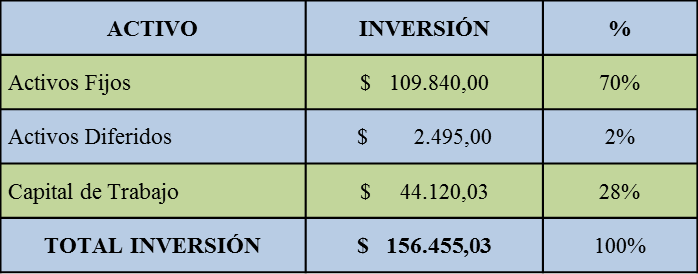 ACTIVO INVERSIÓN %
Activos Fijos $ 109.840,00 70%
Activos Diferidos $ 2.495,00 2%
Capital de Trabajo $ 44.120,03 28%
TOTAL INVERSIÓN $ 156.455,03 100%